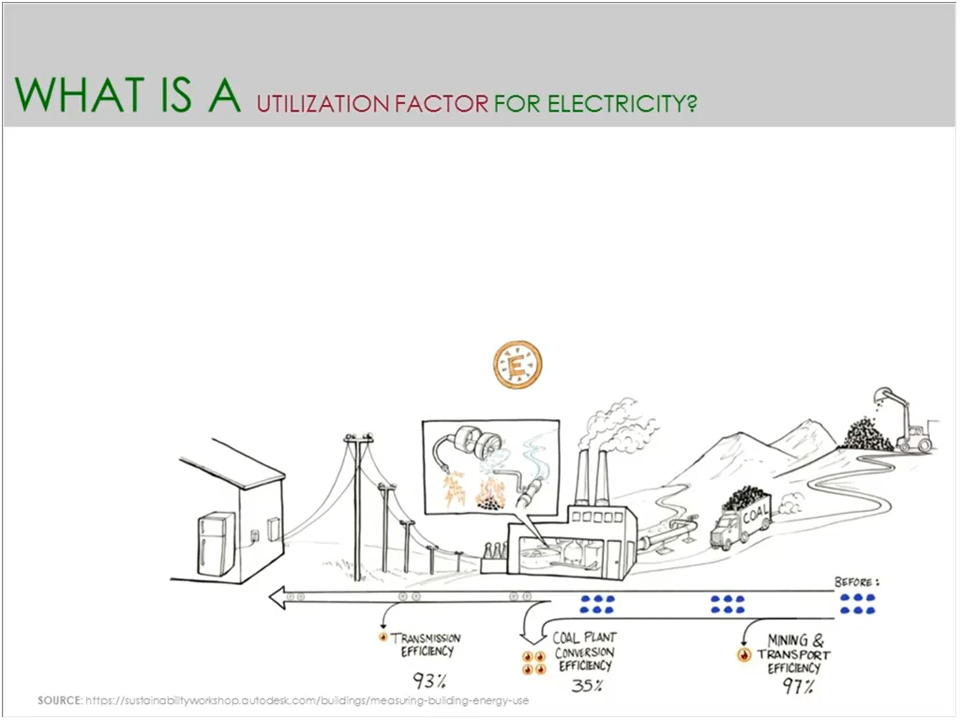 WHAT IS A UTILIZATION FACTOR FOR ELECTRICITY?
E
COAL
BEFORE:
TRANSMISSION
EFFICIENCY
93%
COAL PLANT
CONVERSION
EFFICIENCY
35%
MINING &
TRANSPORT
EFFICIENCY
97%
SOURCE: https://sustainabilityworkshop.autodesk.com/buildings/measuring-building-energy-use